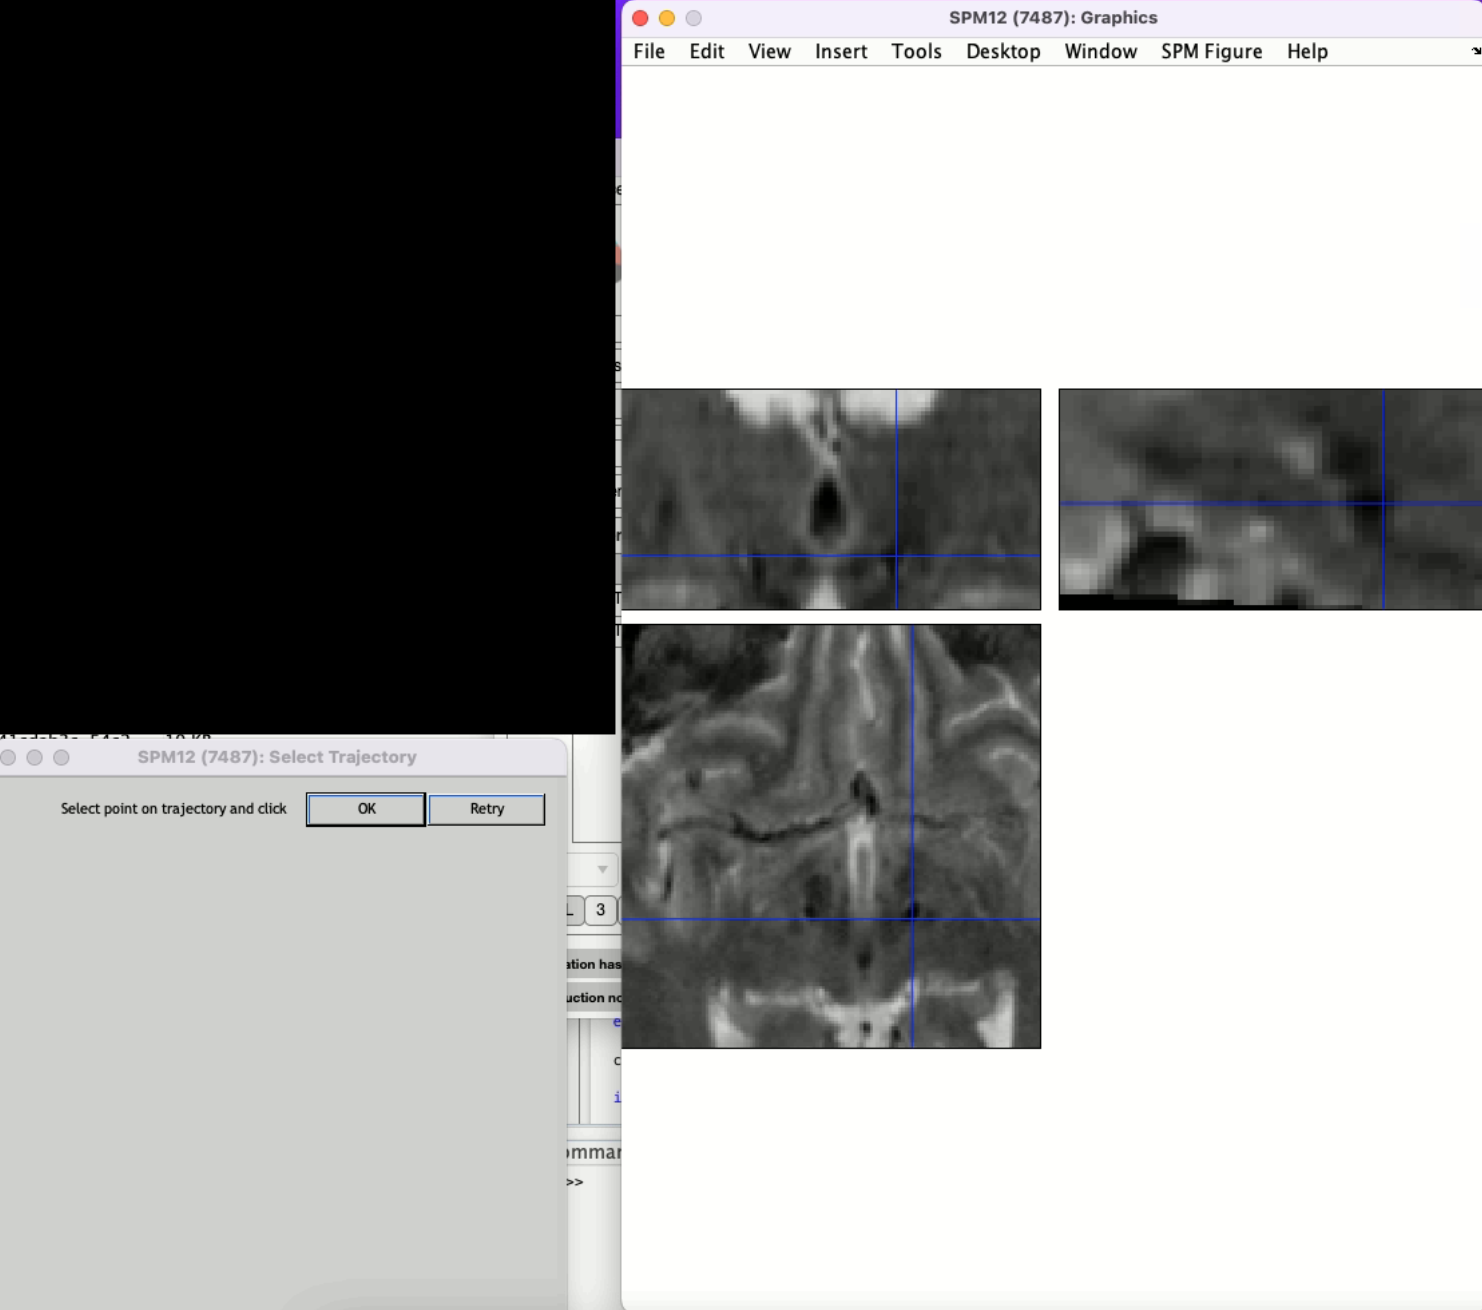 SPM12 (7487): Graphics
File Edit View Insert Tools Desktop Window SPM Figure Help
SPM12 (7487): Select Trajectory
Select point on trajectory and click OK Retry
L 3
ation has
uction no
e
c
i
ommar
>>